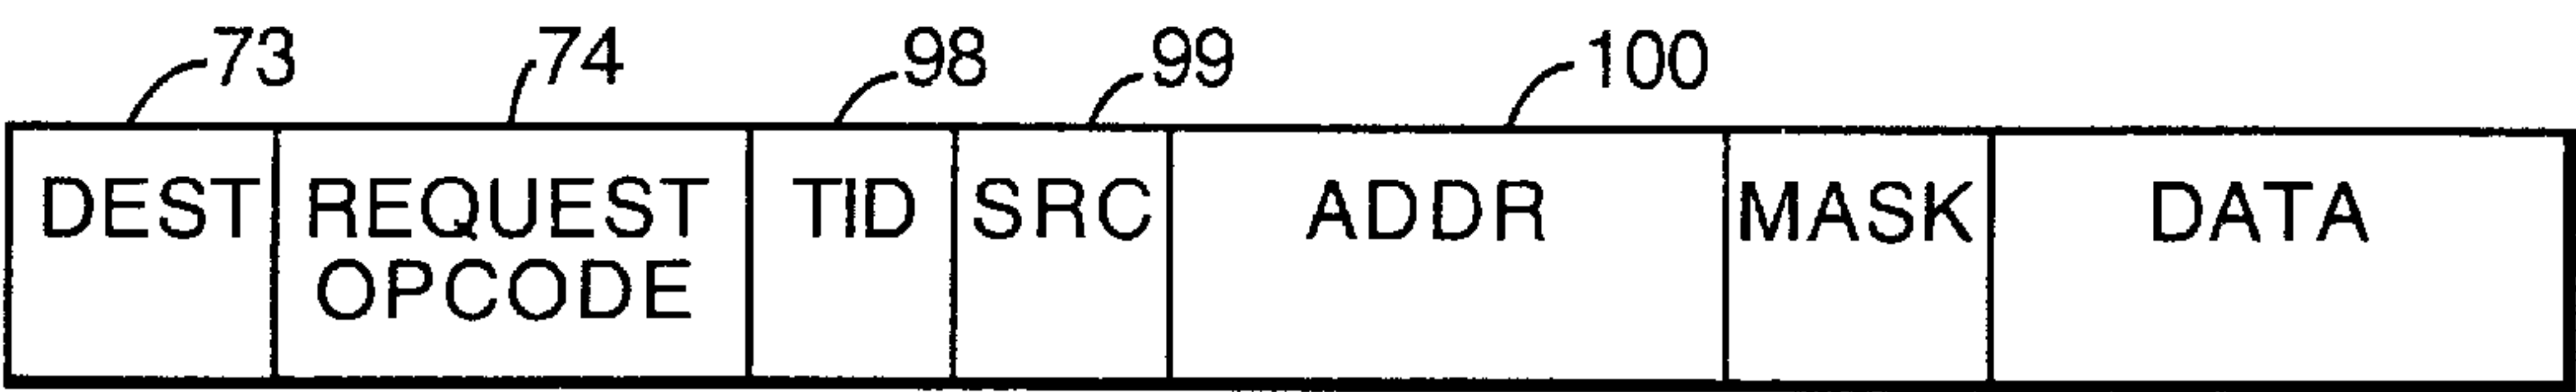 73 74 98 99 100
DEST REQUEST OPCODE TID SRC ADDR MASK DATA